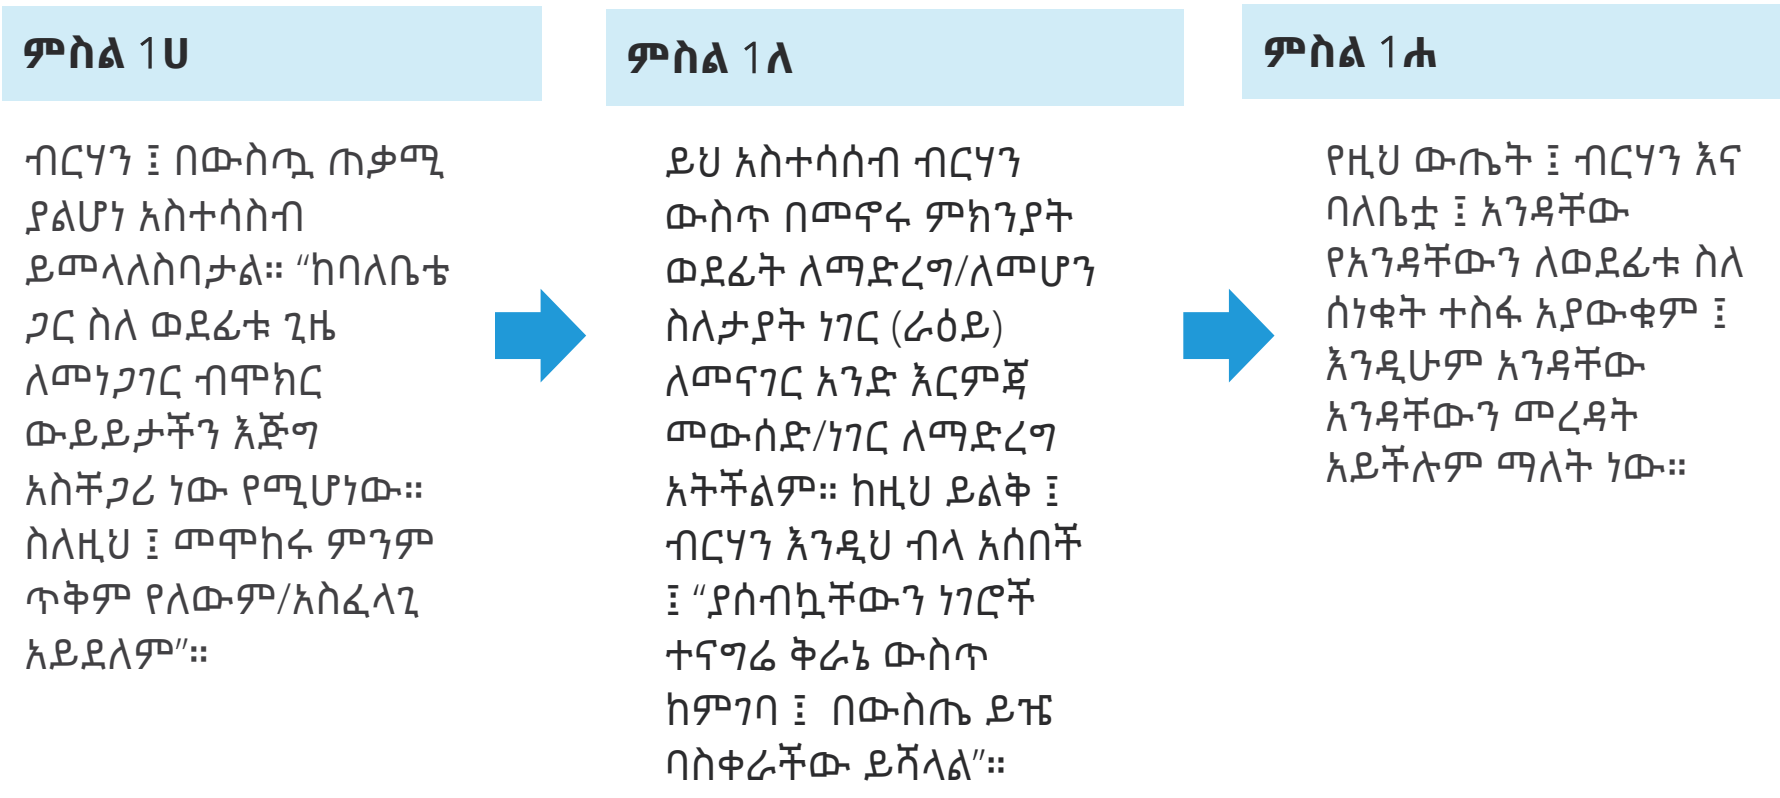 ምስል 1ሀ
ብርሃን ፤ በውስጧ ጠቃሚ
ያልሆነ አስተሳስብ
ይመላለስባታል። “ከባለቤቴ
ጋር ስለ ወደፊቱ ጊዜ
ለመነጋገር ብሞክር
ውይይታችን እጅግ
አስቸጋሪ ነው የሚሆነው።
ስለዚህ ፤ መሞከሩ ምንም
ጥቅም የለውም/አስፈላጊ
አይደለም”።
ምስል 1ለ
ይህ አስተሳሰብ ብርሃን
ውስጥ በመኖሩ ምክንያት
ወደፊት ለማድረግ/ለመሆን
ስለታያት ነገር (ራዕይ)
ለመናገር አንድ እርምጃ
መውሰድ/ነገር ለማድረግ
አትችልም። ከዚህ ይልቅ ፤
ብርሃን እንዲህ ብላ አሰበች
፤ “ያሰብኳቸውን ነገሮች
ተናግሬ ቅራኔ ውስጥ
ከምገባ ፤ በውስጤ ይዤ
ባስቀራችው ይሻላል”።
ምስል 1ሐ
የዚህ ውጤት ፤ ብርሃን እና
ባለቤቷ ፤ አንዳቸው
የአንዳቸውን ለወደፊቱ ስለ
ሰነቁት ተስፋ አያውቁም ፤
እንዲሁም አንዳቸው
አንዳቸውን መረዳት
አይችሉም ማለት ነው።